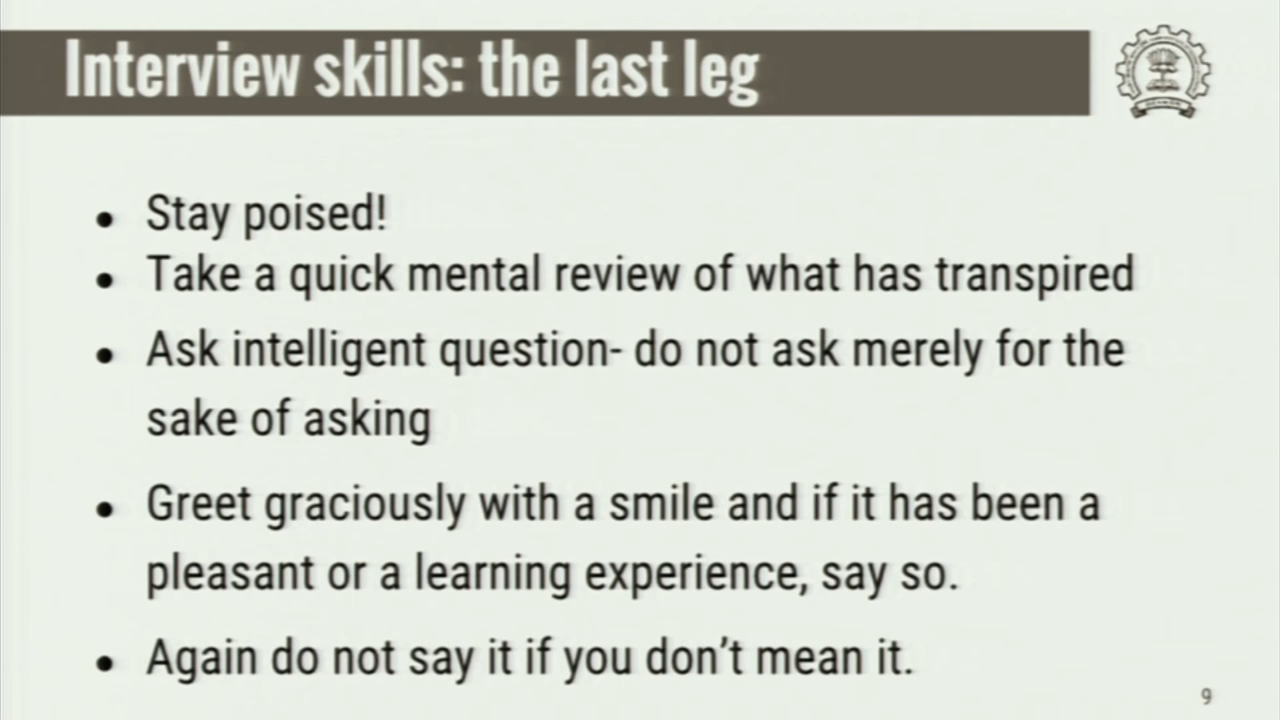 Interview skills: the last leg
Stay poised!
Take a quick mental review of what has transpired
Ask intelligent question- do not ask merely for the
sake of asking
Greet graciously with a smile and if it has been a
pleasant or a learning experience, say so.
Again do not say it if you don’t mean it.
9